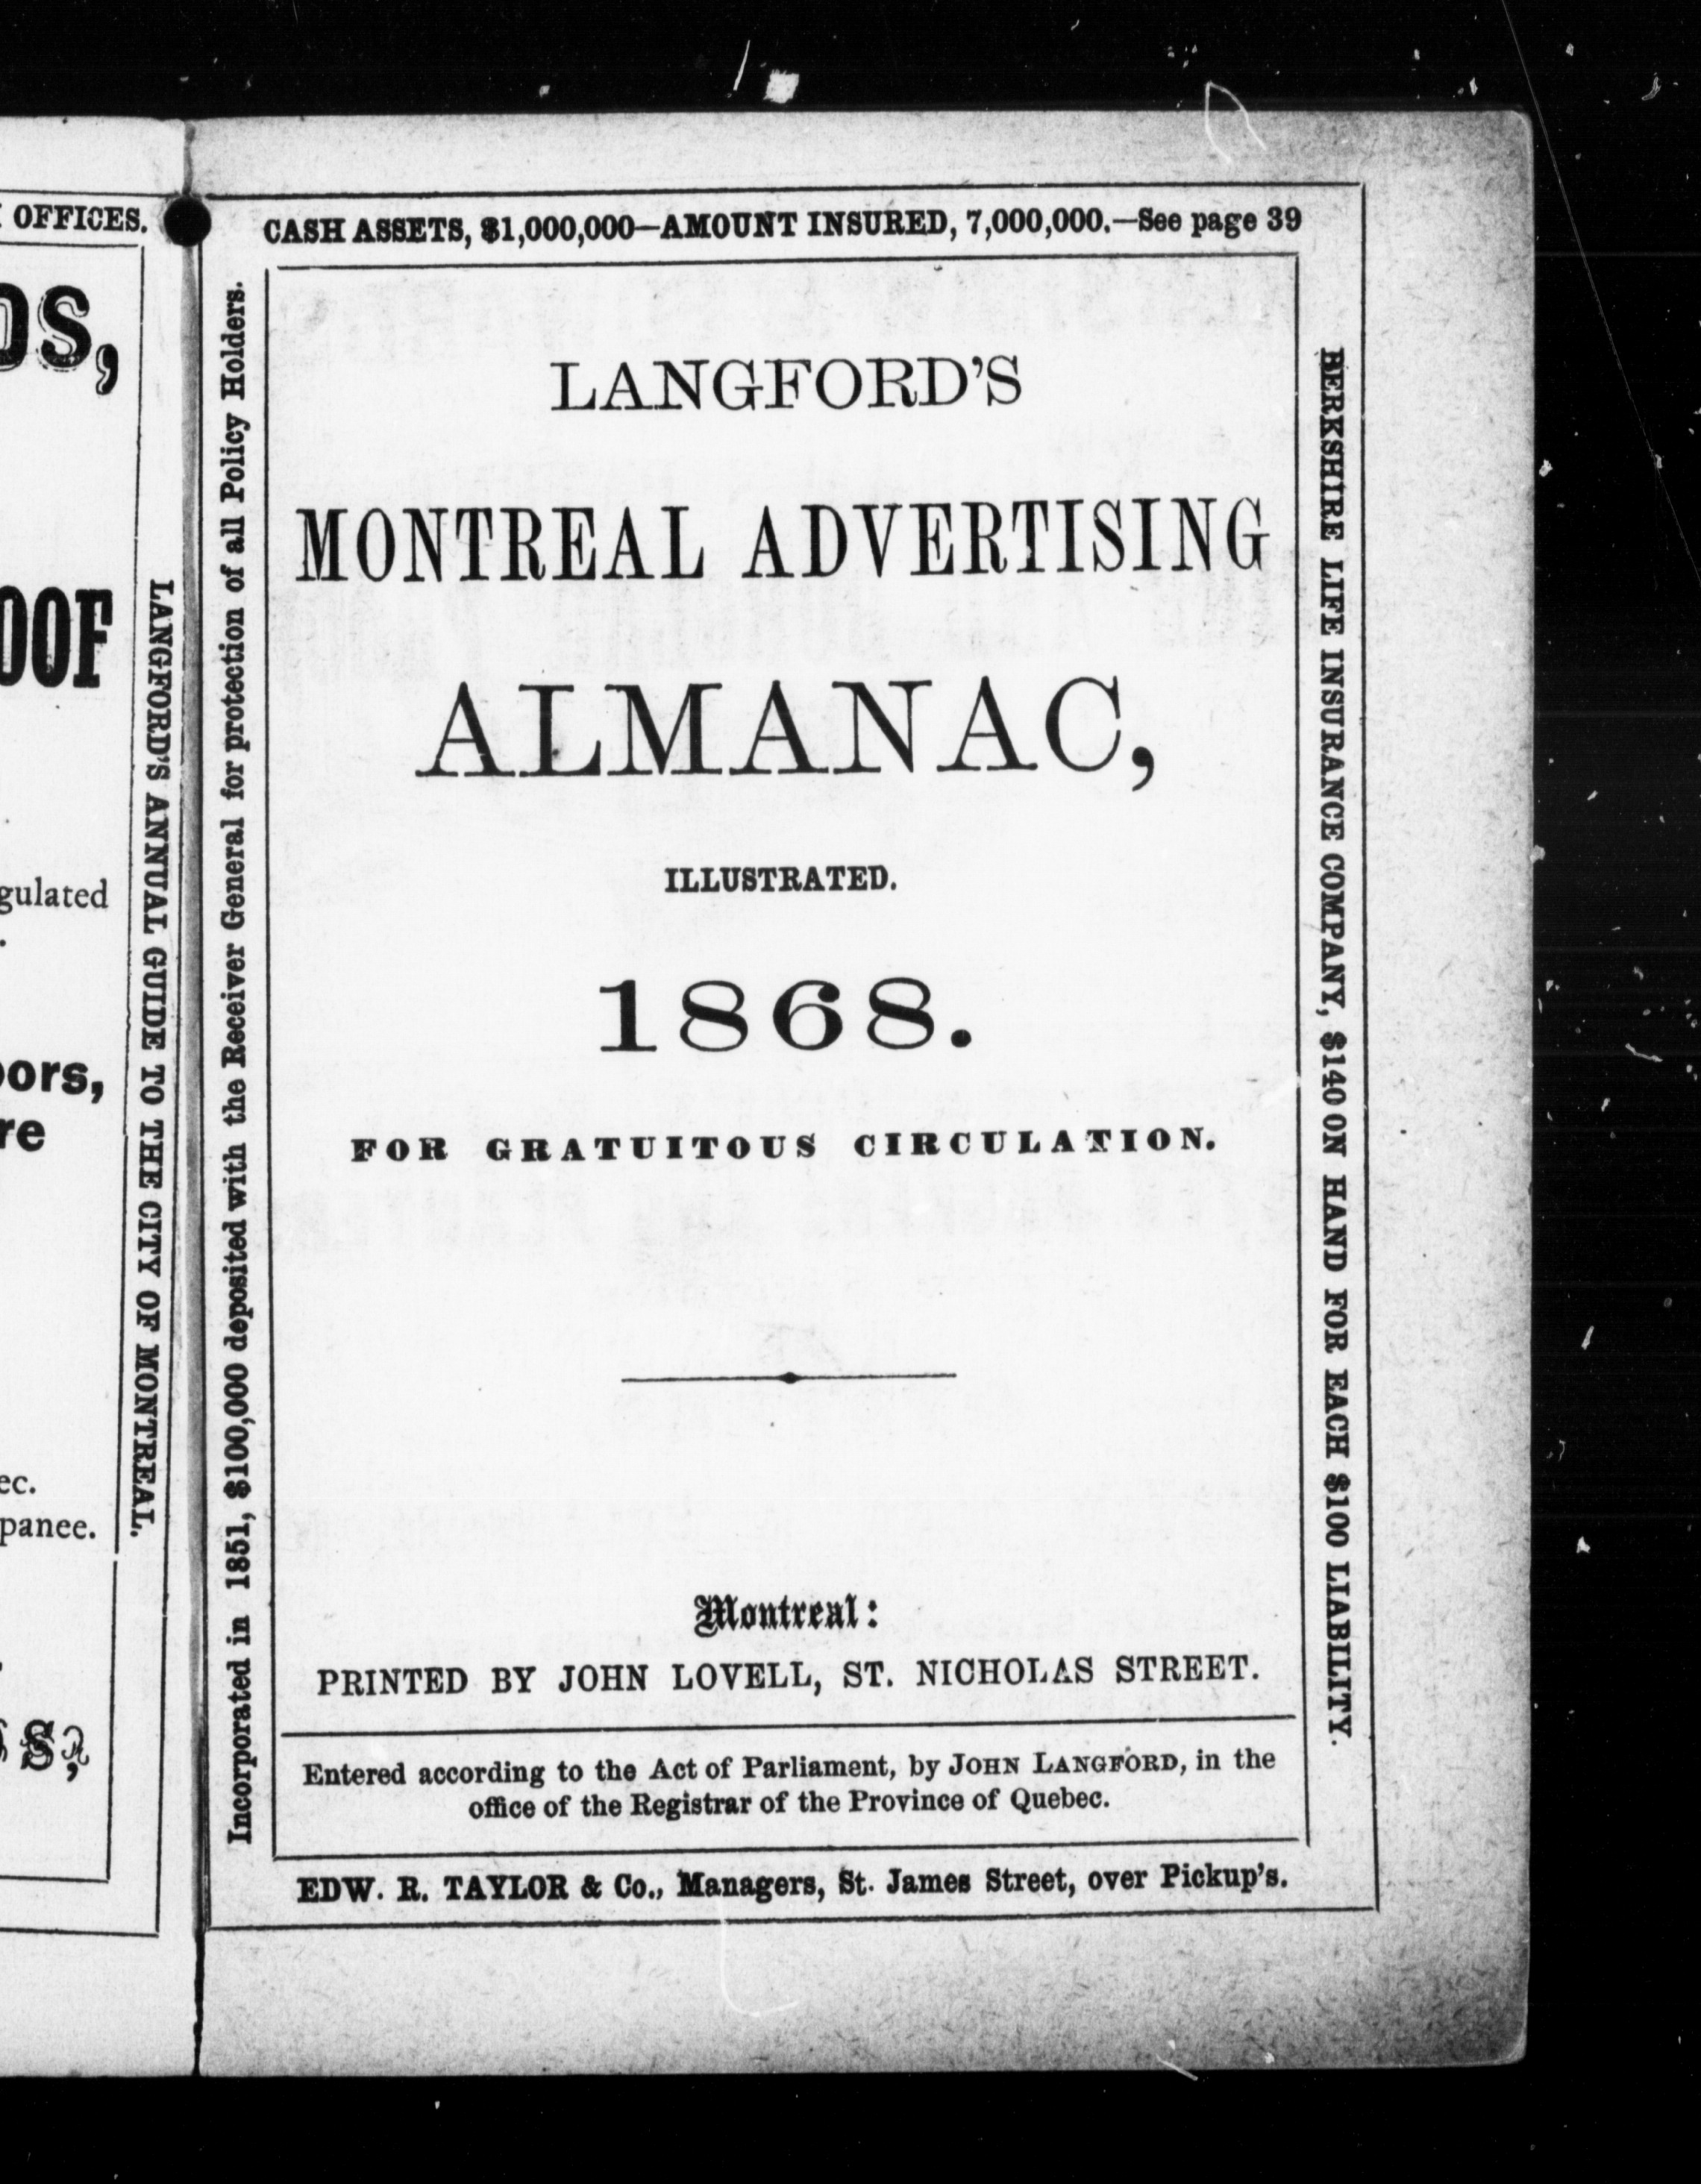 OFFICES.
gulated
re
ec.
LANGFORD'S ANNUAL GUIDE TO THE CITY OF MONTREAL.
CASH ASSETS, $1,000,000—AMOUNT INSURED, 7,000,000.—See page 39
Incorporated in 1851, $100,000 deposited with the Receiver General for protection of all Policy Holders.
LANGFORD'S
MONTREAL ADVERTISING
ALMANAC,
ILLUSTRATED.
1868.
FOR GRATUITOUS CIRCULATION.
Montreal:
PRINTED BY JOHN LOVELL, ST. NICHOLAS STREET.
Entered according to the Act of Parliament, by JOHN LANGFORD, in the
office of the Registrar of the Province of Quebec.
EDW. R. TAYLOR & Co., Managers, St. James Street, over Pickup's.
BERKSHIRE LIFE INSURANCE COMPANY, $140 ON HAND FOR EACH $100 LIABILITY.